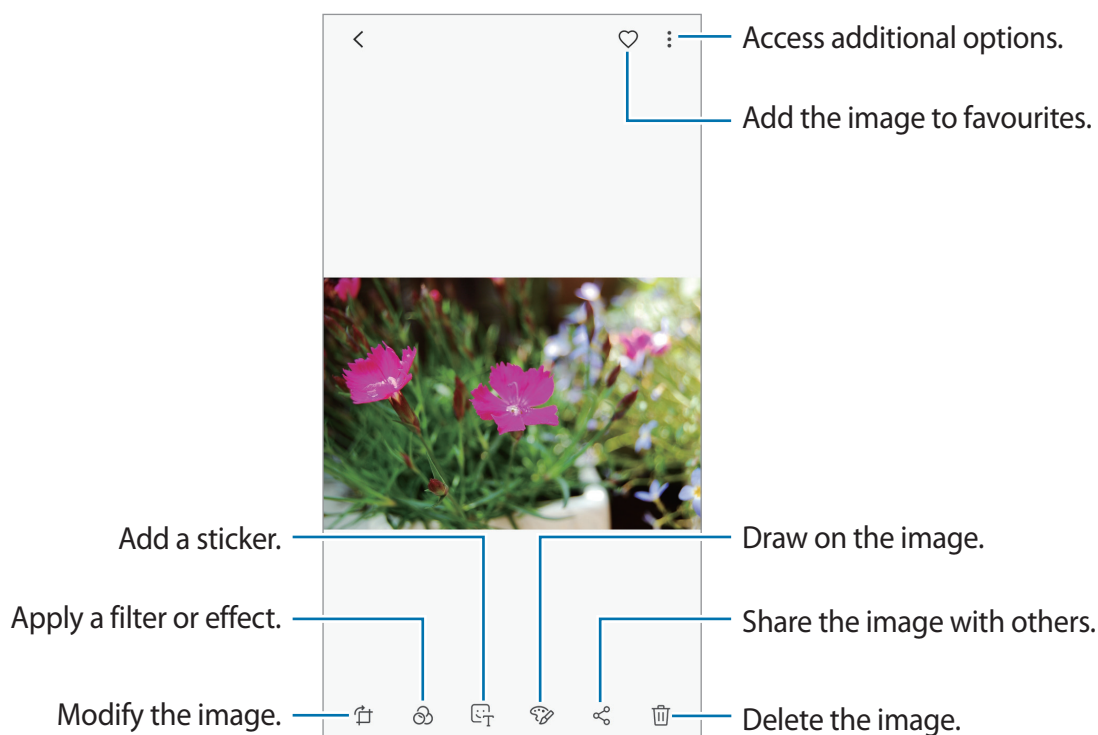 Access additional options.
Add the image to favourites.
Add a sticker.
Draw on the image.
Apply a filter or effect.
Share the image with others.
Modify the image.
Delete the image.